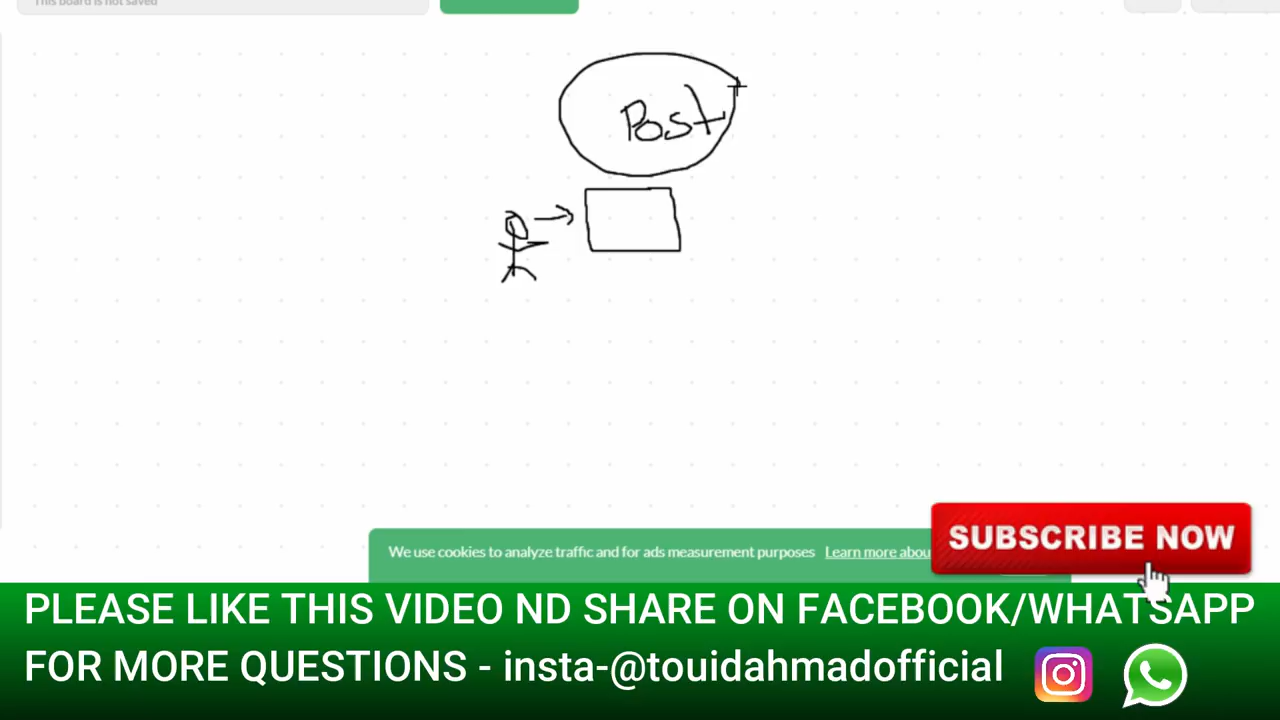 This board is not saved
Post
We use cookies to analyze traffic and for ads measurement purposes Learn more abou
SUBSCRIBE NOW
PLEASE LIKE THIS VIDEO ND SHARE ON FACEBOOK/WHATSAPP
FOR MORE QUESTIONS - insta-@touidahmadofficial